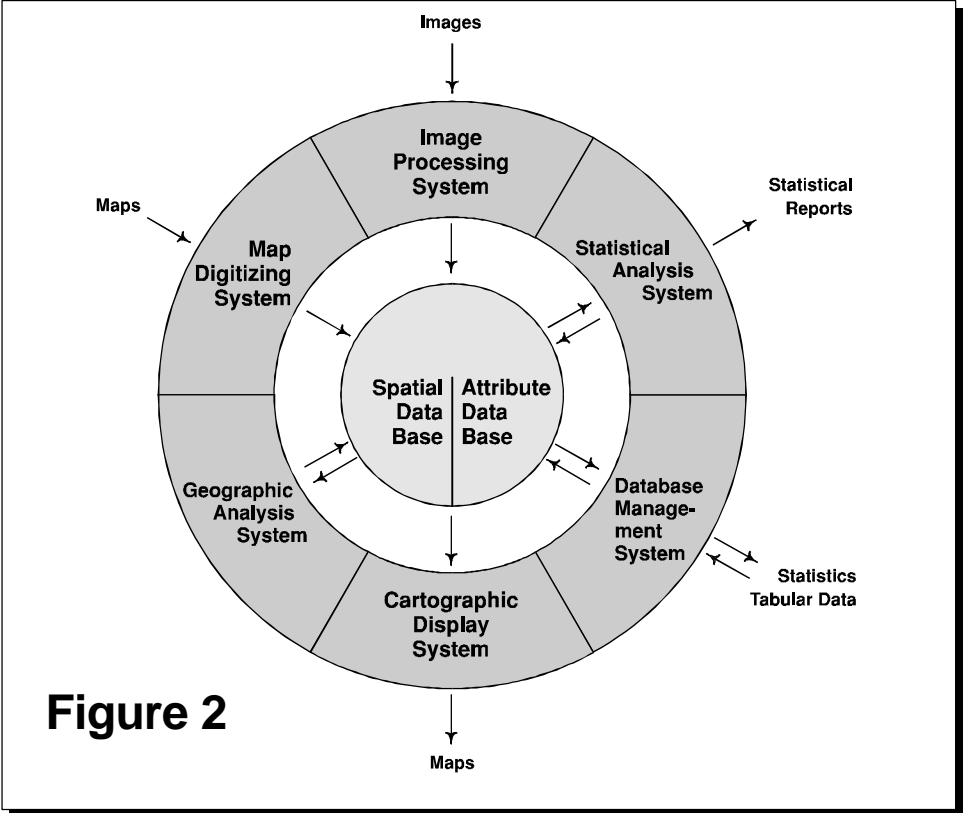 Images
Image
Processing
System
Maps
Map
Digitizing
System
Statistical
Reports
Statistical
Analysis
System
Spatial
Data
Base
Attribute
Data
Base
Geographic
Analysis
System
Database
Manage-
ment
System
Statistics
Tabular Data
Cartographic
Display
System
Figure 2
Maps